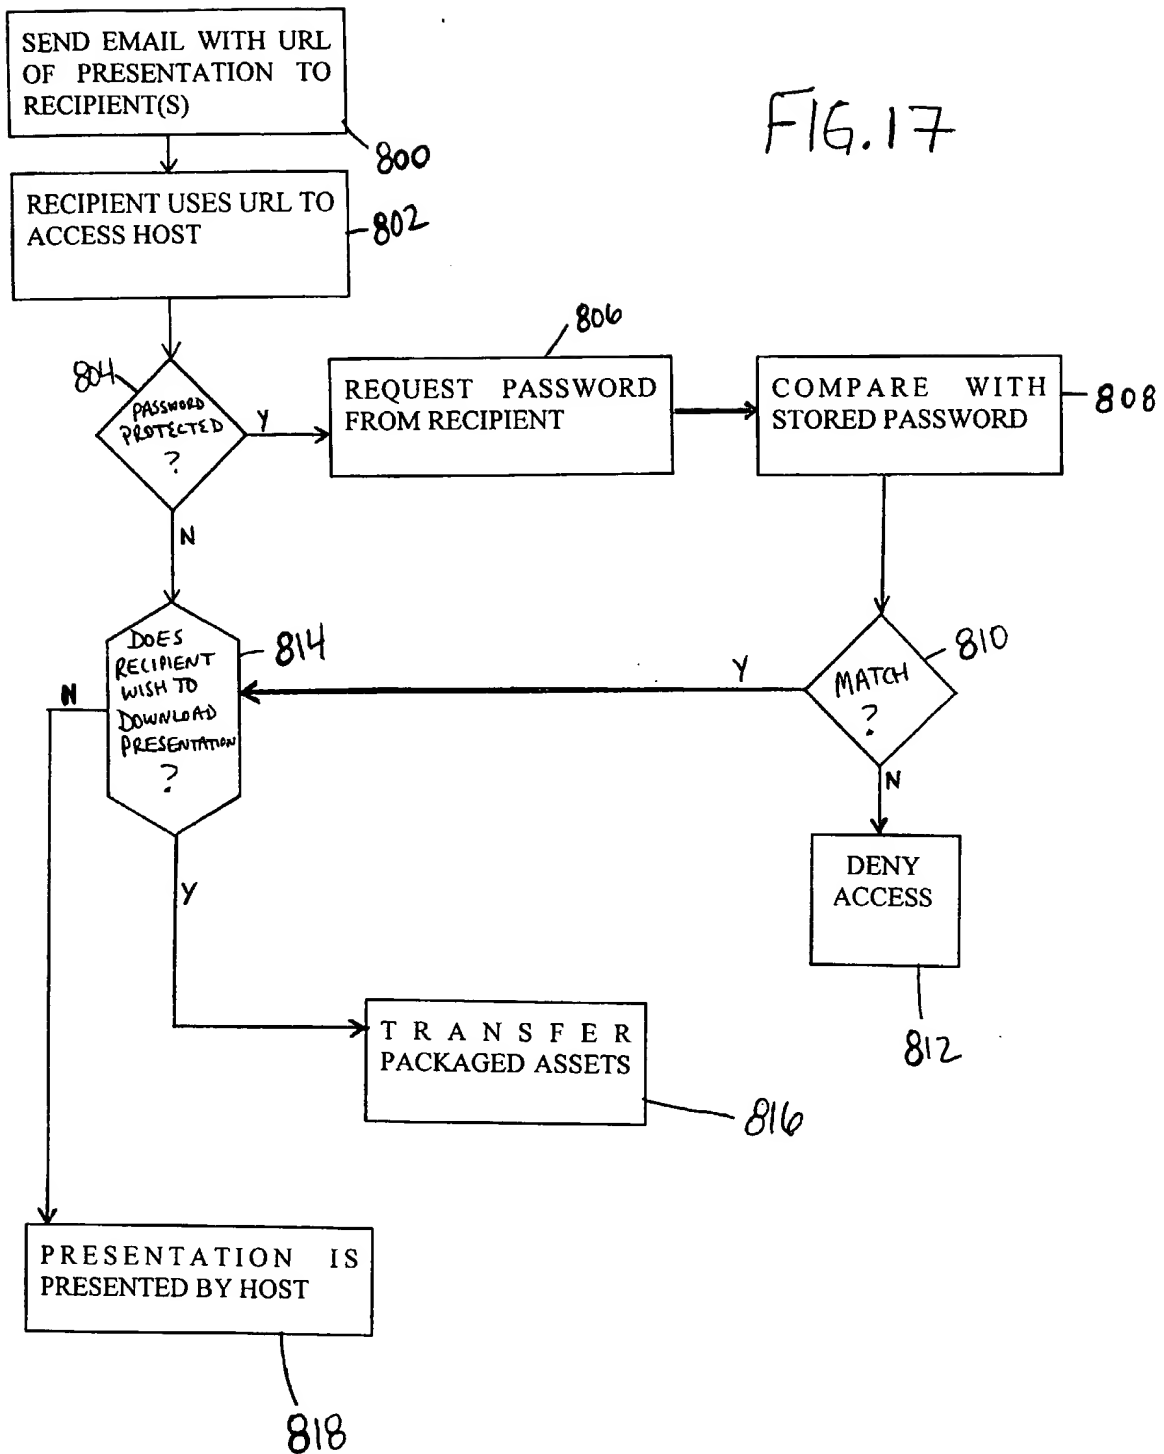 SEND EMAIL WITH URL
OF PRESENTATION TO
RECIPIENT(S)
800
FIG. 17
RECIPIENT USES URL TO
ACCESS HOST
802
804
PASSWORD
PROTECTED
?
Y
N
806
REQUEST PASSWORD
FROM RECIPIENT
COMPARE WITH
STORED PASSWORD
808
DOES
RECIPIENT
WISH TO
DOWNLOAD
PRESENTATION
?
814
N
Y
Y
MATCH
?
810
N
DENY
ACCESS
812
TRANSFER
PACKAGED ASSETS
816
PRESENTATION IS
PRESENTED BY HOST
818